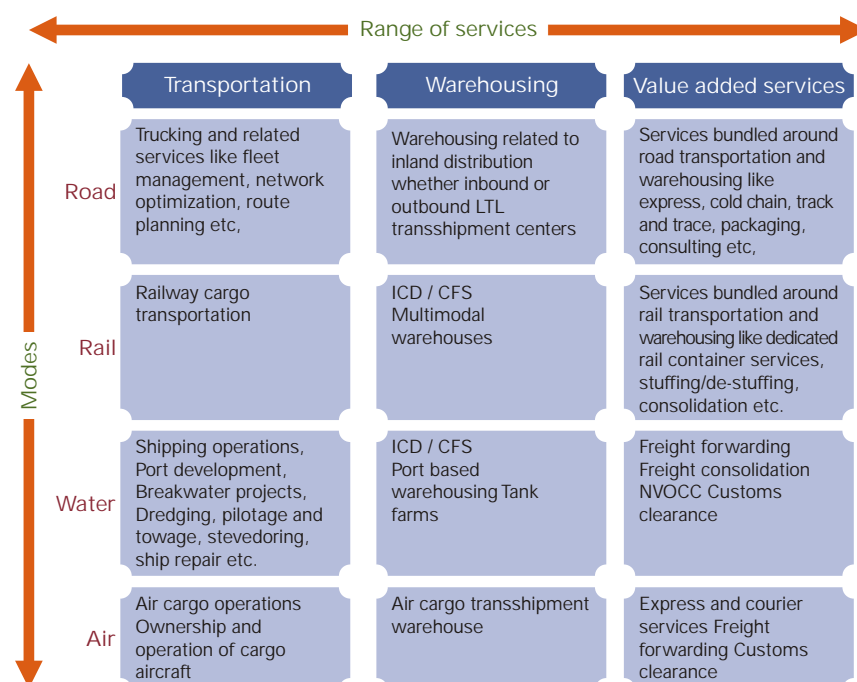 Range of services
Transportation
Warehousing
Value added services
Modes
Road
Trucking and related
services like fleet
management, network
optimization, route
planning etc,
Warehousing related to
inland distribution
whether inbound or
outbound LTL
transshipment centers
Services bundled around
road transportation and
warehousing like
express, cold chain, track
and trace, packaging,
consulting etc,
Rail
Railway cargo
transportation
ICD / CFS
Multimodal
warehouses
Services bundled around
rail transportation and
warehousing like dedicated
rail container services,
stuffing/de-stuffing,
consolidation etc.
Water
Shipping operations,
Port development,
Breakwater projects,
Dredging, pilotage and
towage, stevedoring,
ship repair etc.
ICD / CFS
Port based
warehousing Tank
farms
Freight forwarding
Freight consolidation
NVOCC Customs
clearance
Air
Air cargo operations
Ownership and
operation of cargo
aircraft
Air cargo transshipment
warehouse
Express and courier
services Freight
forwarding Customs
clearance